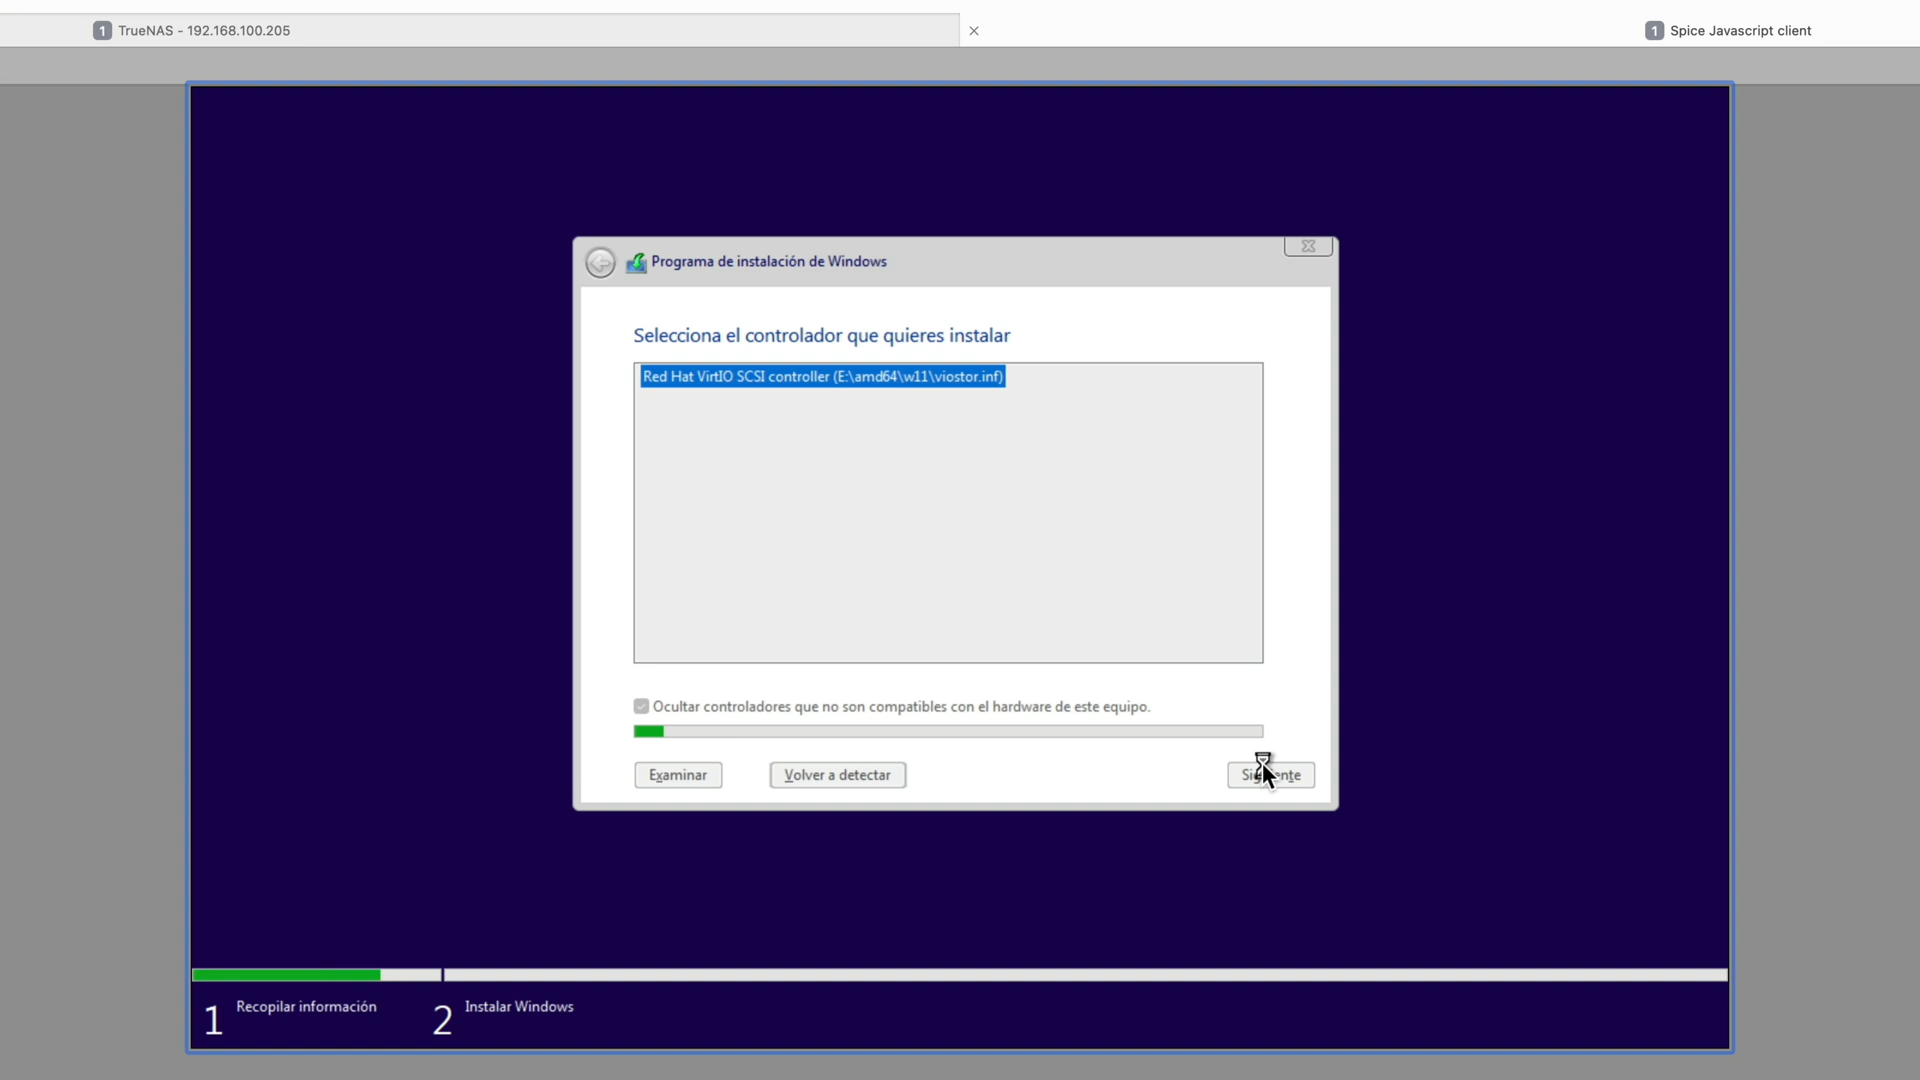 1 TrueNAS - 192.168.100.205
1 Spice Javascript client
Programa de instalación de Windows
Selecciona el controlador que quieres instalar
Red Hat VirtIO SCSI controller (E:\amd64\w11\viostor.inf)
Ocultar controladores que no son compatibles con el hardware de este equipo.
Examinar
Volver a detectar
1 Recopilar información
2 Instalar Windows